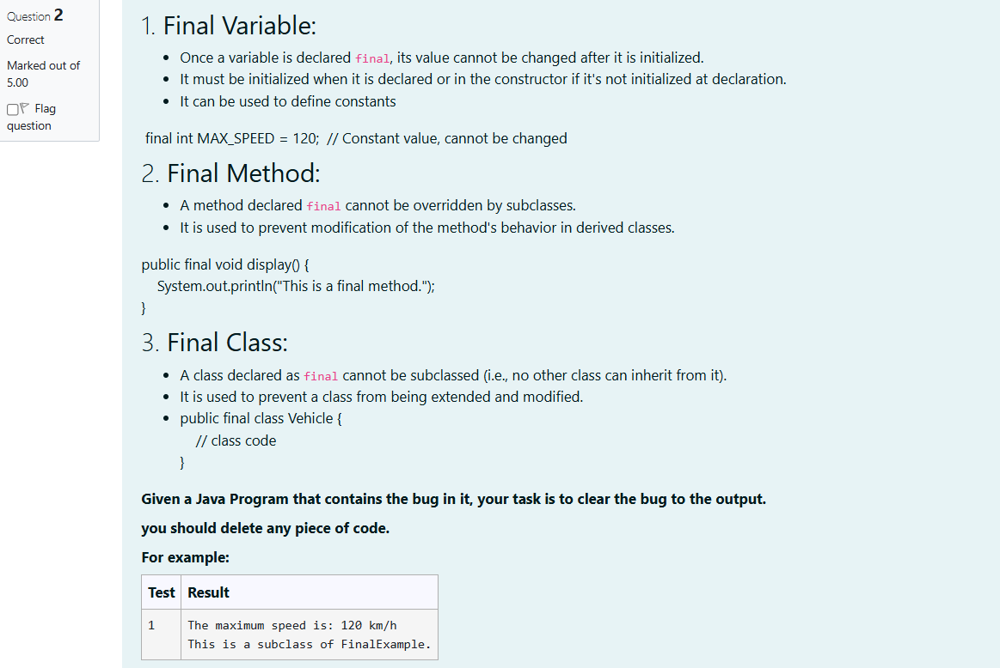 Question 2
Correct
Marked out of
5.00
Flag
question
1. Final Variable:
Once a variable is declared final, its value cannot be changed after it is initialized.
It must be initialized when it is declared or in the constructor if it's not initialized at declaration.
It can be used to define constants
final int MAX_SPEED = 120;  // Constant value, cannot be changed
2. Final Method:
A method declared final cannot be overridden by subclasses.
It is used to prevent modification of the method's behavior in derived classes.
public final void display() {
System.out.println("This is a final method.");
}
3. Final Class:
A class declared as final cannot be subclassed (i.e., no other class can inherit from it).
It is used to prevent a class from being extended and modified.
public final class Vehicle {
// class code
}
Given a Java Program that contains the bug in it, your task is to clear the bug to the output.
you should delete any piece of code.
For example:
Test Result
1 The maximum speed is: 120 km/h
This is a subclass of FinalExample.